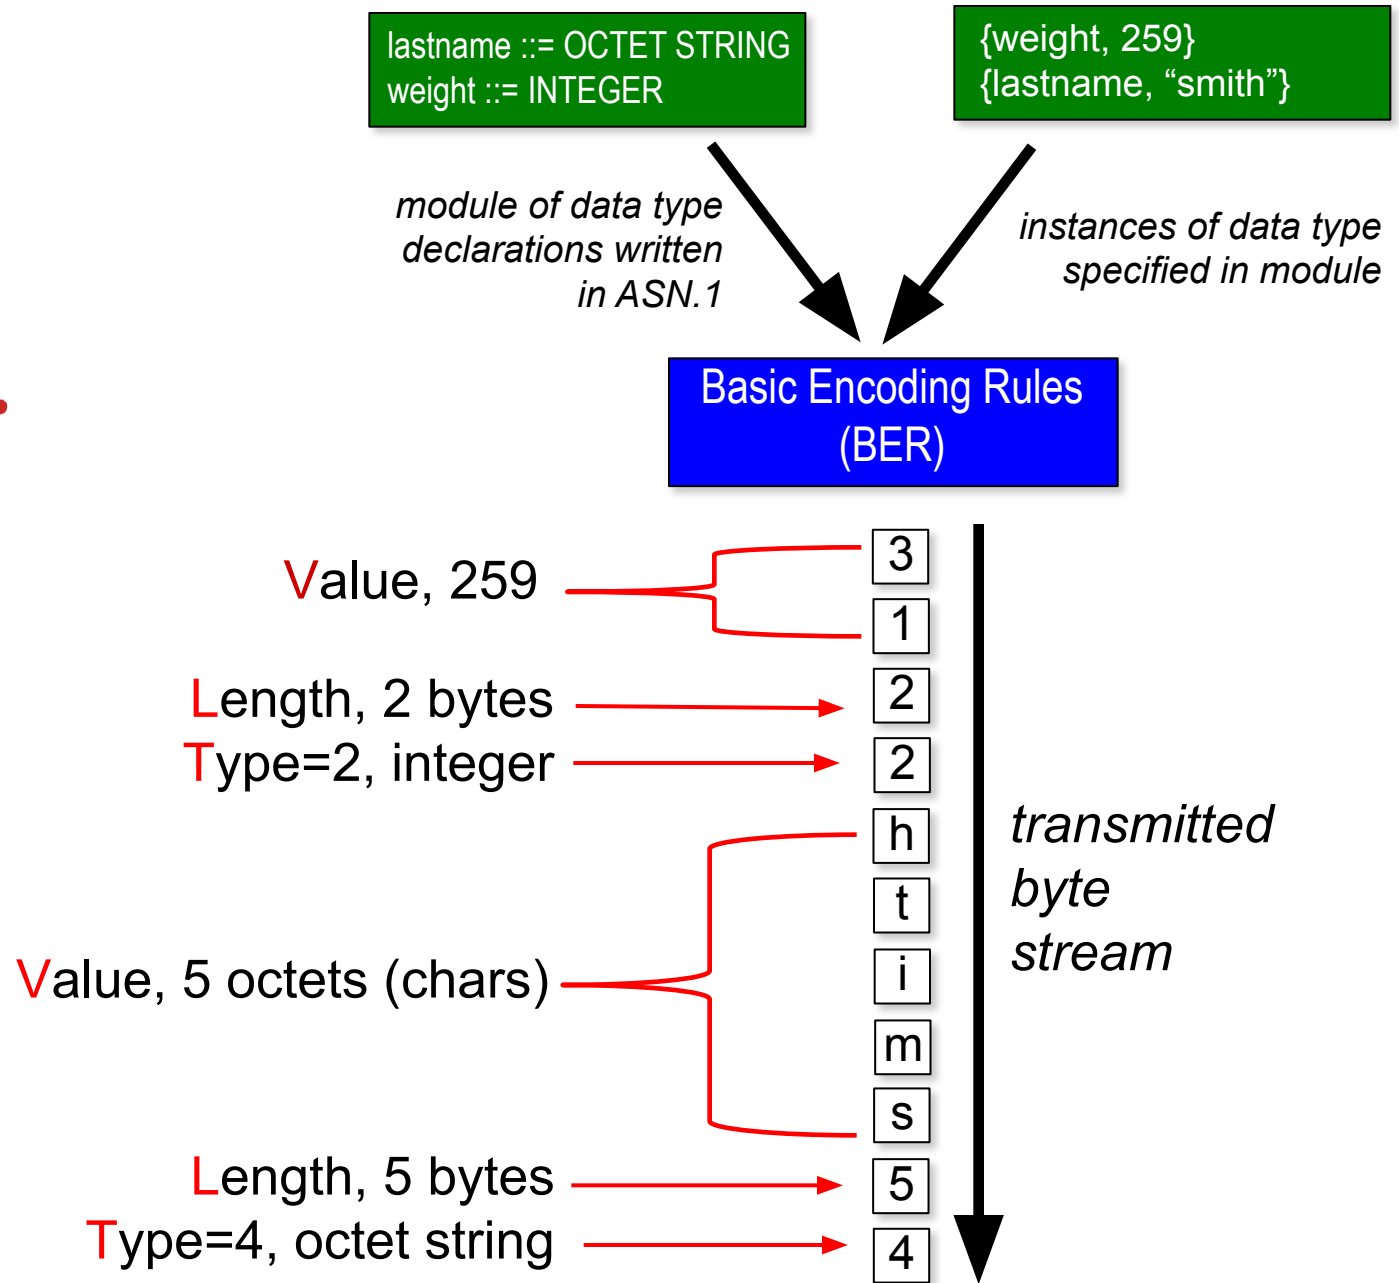 lastname ::= OCTET STRING
weight ::= INTEGER
{weight, 259}
{lastname, “smith”}
module of data type
declarations written
in ASN.1
instances of data type
specified in module
Basic Encoding Rules
(BER)
Value, 259
3
1
Length, 2 bytes
2
Type=2, integer
2
Value, 5 octets (chars)
h
t
i
m
s
Length, 5 bytes
5
Type=4, octet string
4
transmitted
byte
stream